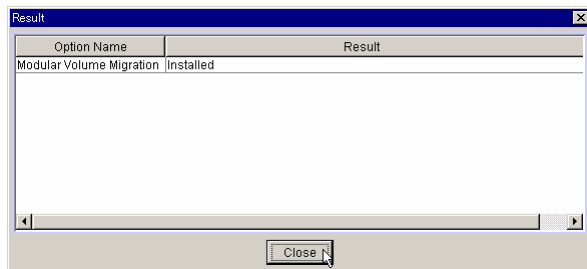 Result
Option Name Result
Modular Volume Migration Installed
Close